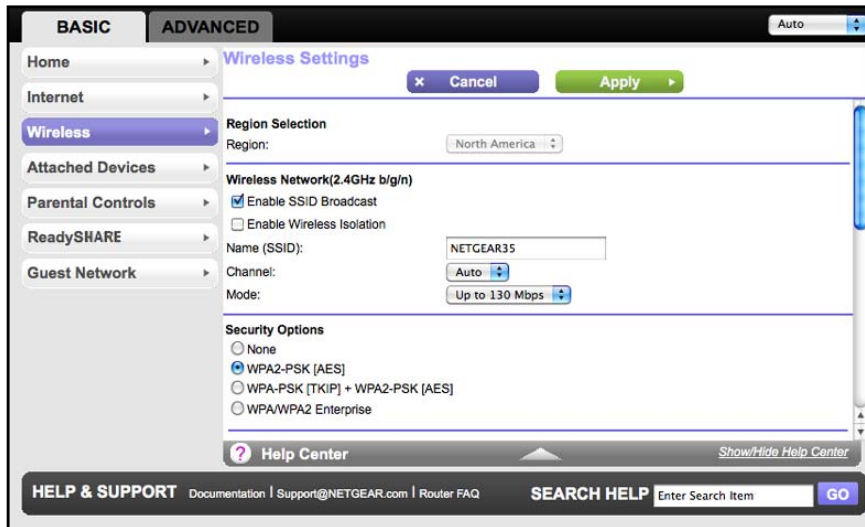 BASIC ADVANCED Auto
Home
Internet
Wireless
Attached Devices
Parental Controls
ReadySHARE
Guest Network
Wireless Settings
× Cancel Apply
Region Selection
Region: North America
Wireless Network(2.4GHz b/g/n)
Enable SSID Broadcast
Enable Wireless Isolation
Name (SSID): NETGEAR35
Channel: Auto
Mode: Up to 130 Mbps
Security Options
None
WPA2-PSK [AES]
WPA-PSK [TKIP] + WPA2-PSK [AES]
WPA/WPA2 Enterprise
? Help Center Show/Hide Help Center
HELP & SUPPORT Documentation | Support@NETGEAR.com | Router FAQ SEARCH HELP Enter Search Item GO